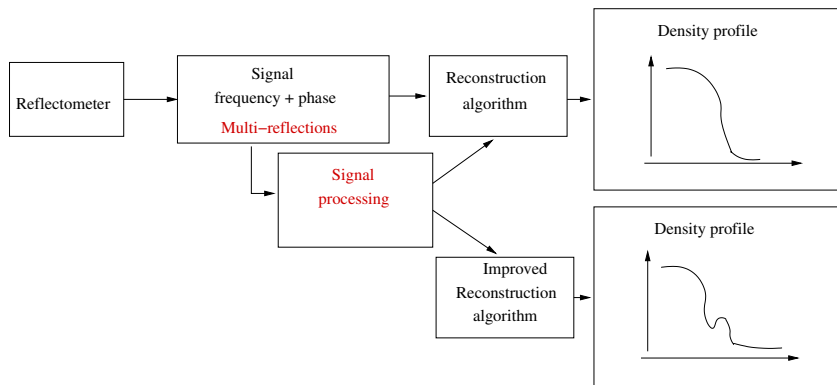 Reflectometer
Signal
frequency + phase
Multi−reflections
Signal
processing
Reconstruction
algorithm
Density profile
Improved
Reconstruction
algorithm
Density profile